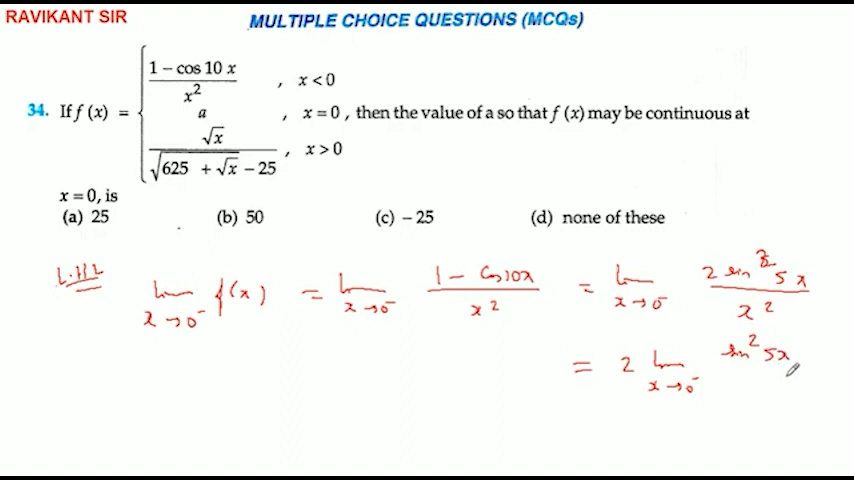 RAVIKANT SIR
MULTIPLE CHOICE QUESTIONS (MCQs)
34. If f (x) = { (1 – cos 10 x)/x² , x < 0
a , x = 0 , then the value of a so that f (x) may be continuous at
√x/(√(625 + √x) – 25) , x > 0
x = 0, is
(a) 25 (b) 50 (c) – 25 (d) none of these
L.H.L
lim x→0⁻ f(x) = lim x→0⁻ (1 – cos10x)/x² = lim x→0⁻ (2 sin² 5x)/x²
= 2 lim x→0⁻ sin² 5x